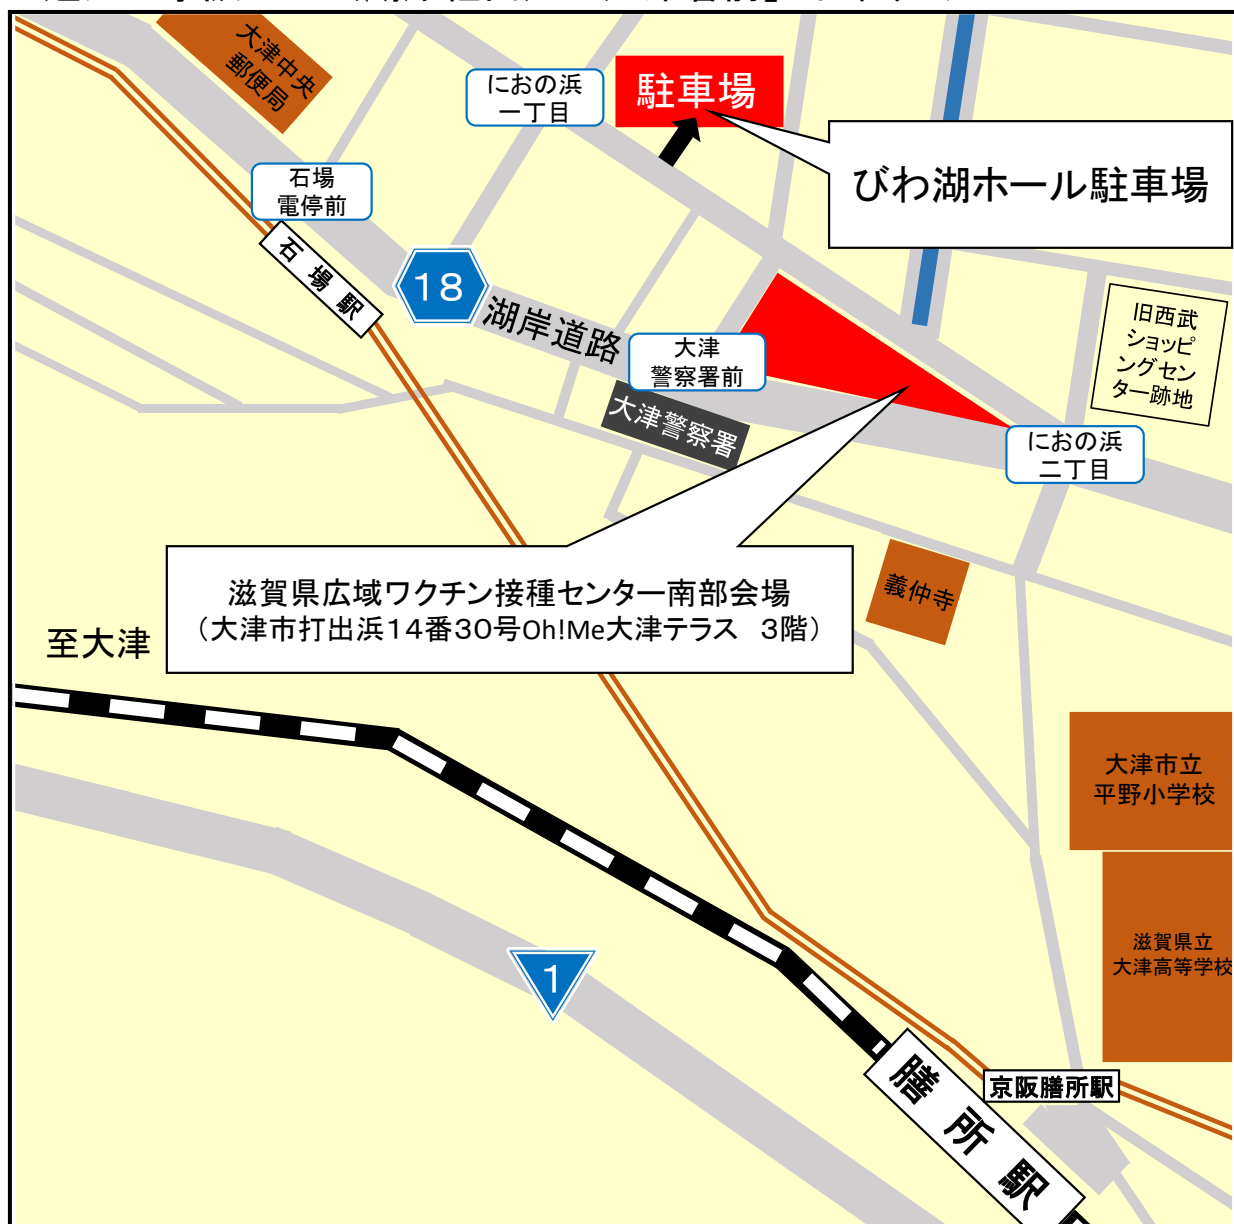 大津中央
郵便局
におの浜
一丁目
駐車場
びわ湖ホール駐車場
石場
電停前
石場駅
18
湖岸道路
大津
警察署前
大津警察署
旧西武
ショッピ
ングセン
ター跡地
におの浜
二丁目
滋賀県広域ワクチン接種センター南部会場
（大津市打出浜１４番３０号Oh!Me大津テラス　３階）
義仲寺
至大津
大津市立
平野小学校
滋賀県立
大津高等学校
1
京阪膳所駅
膳所駅